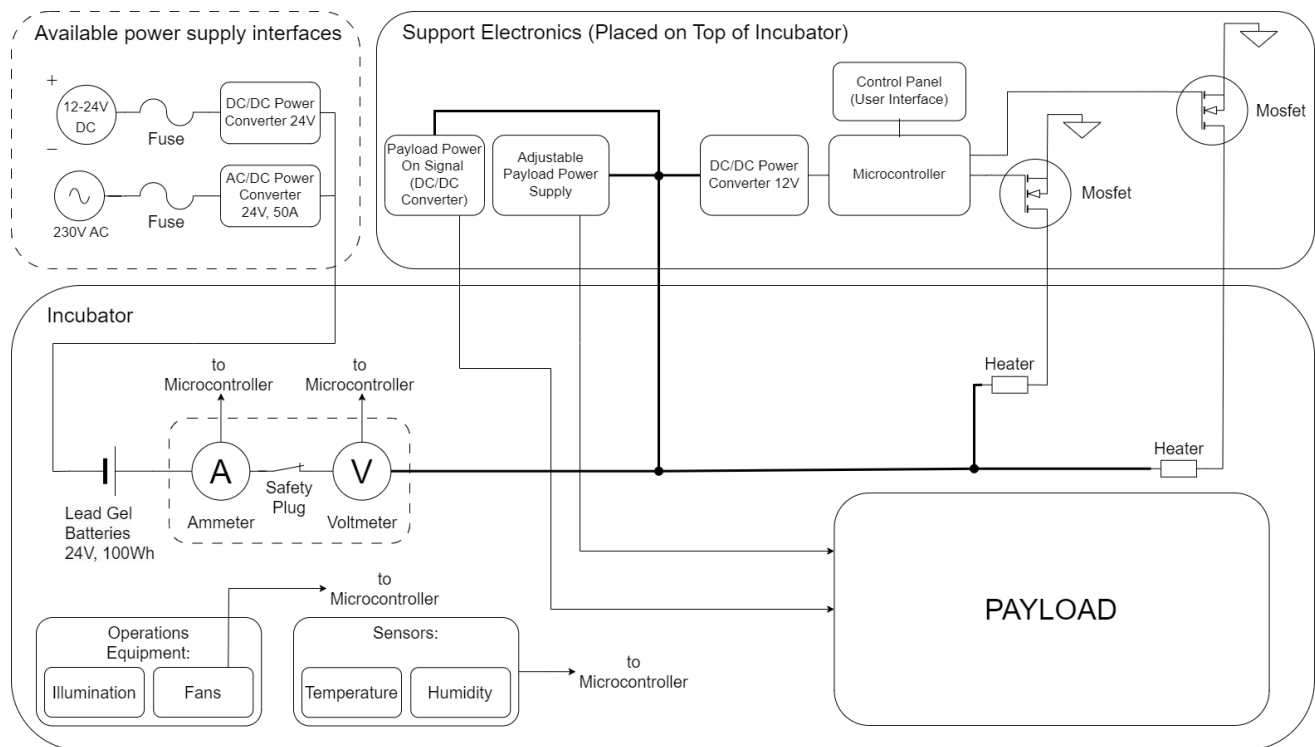 Available power supply interfaces
+
12-24V
DC
−
Fuse
DC/DC Power
Converter 24V
230V AC
Fuse
AC/DC Power
Converter
24V, 50A
Support Electronics (Placed on Top of Incubator)
Payload Power
On Signal
(DC/DC
Converter)
Adjustable
Payload Power
Supply
DC/DC Power
Converter 12V
Control Panel
(User Interface)
Microcontroller
Mosfet
Mosfet
Incubator
to
Microcontroller
to
Microcontroller
A
V
Safety
Plug
Ammeter
Voltmeter
Lead Gel
Batteries
24V, 100Wh
Heater
Heater
PAYLOAD
to
Microcontroller
Operations
Equipment:
Illumination
Fans
Sensors:
Temperature
Humidity
to
Microcontroller